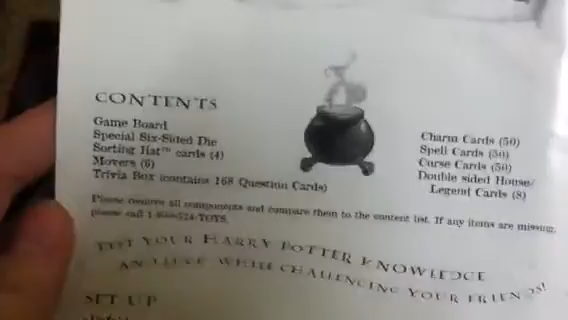 CONTENTS
Game Board
Special Six-Sided Die
Sorting Hat™ cards (4)
Movers (6)
Trivia Box (contains 168 Question Cards)
Charm Cards (50)
Spell Cards (50)
Curse Cards (50)
Double sided House/
Legend Cards (8)
Please remove all components and compare them to the content list. If any items are missing,
please call 1-800-524-TOYS.
TEST YOUR HARRY POTTER KNOWLEDGE
AND LUCK WHILE CHALLENGING YOUR FRIENDS!
SET UP